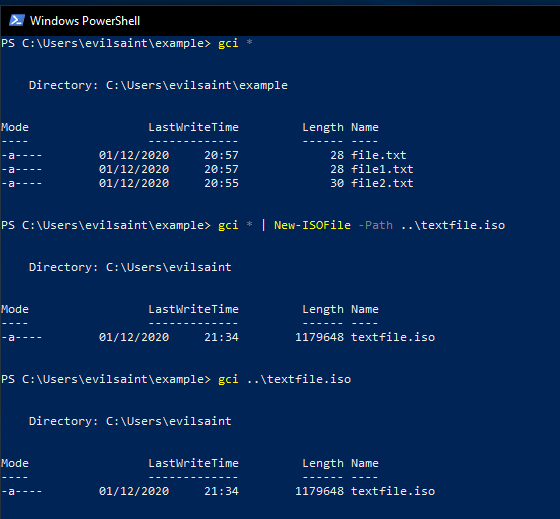 Windows PowerShell
PS C:\Users\evilsaint\example> gci *
Directory: C:\Users\evilsaint\example
Mode LastWriteTime Length Name
---- ------------- ------ ----
-a---- 01/12/2020 20:57 28 file.txt
-a---- 01/12/2020 20:57 28 file1.txt
-a---- 01/12/2020 20:55 30 file2.txt
PS C:\Users\evilsaint\example> gci * | New-ISOFile -Path ..\textfile.iso
Directory: C:\Users\evilsaint
Mode LastWriteTime Length Name
---- ------------- ------ ----
-a---- 01/12/2020 21:34 1179648 textfile.iso
PS C:\Users\evilsaint\example> gci ..\textfile.iso
Directory: C:\Users\evilsaint
Mode LastWriteTime Length Name
---- ------------- ------ ----
-a---- 01/12/2020 21:34 1179648 textfile.iso